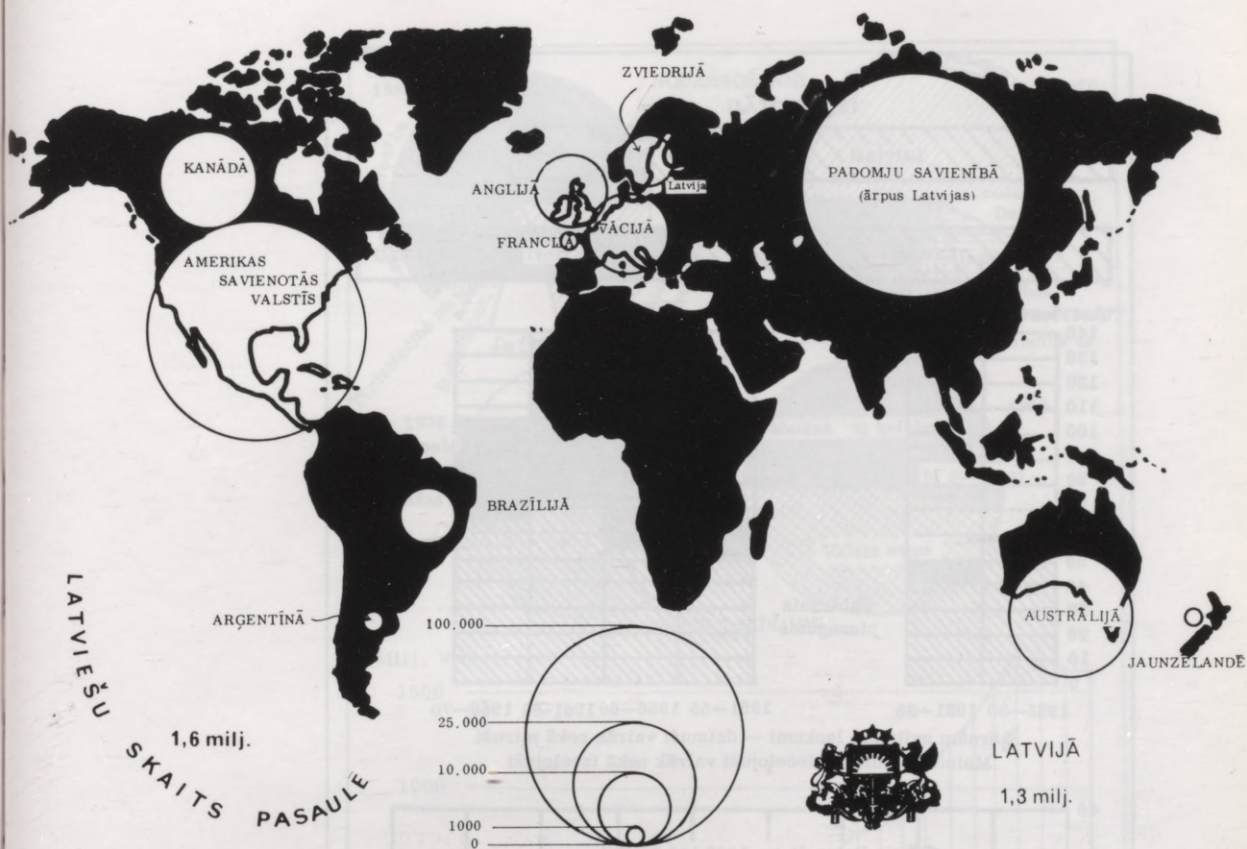 ZVIEDRIJĀ
KANĀDĀ
ANGLIJĀ
Latvija
PADOMJU SAVIENĪBĀ
(ārpus Latvijas)
FRANCIJĀ
VĀCIJĀ
AMERIKAS
SAVIENOTĀS
VALSTĪS
BRAZĪLIJĀ
ARĢENTĪNĀ
AUSTRĀLIJĀ
JAUNZĒLANDĒ
LATVIEŠU SKAITS PASAULĒ
1,6 milj.
100,000
25.000
10,000
1000
0
LATVIJĀ
1,3 milj.